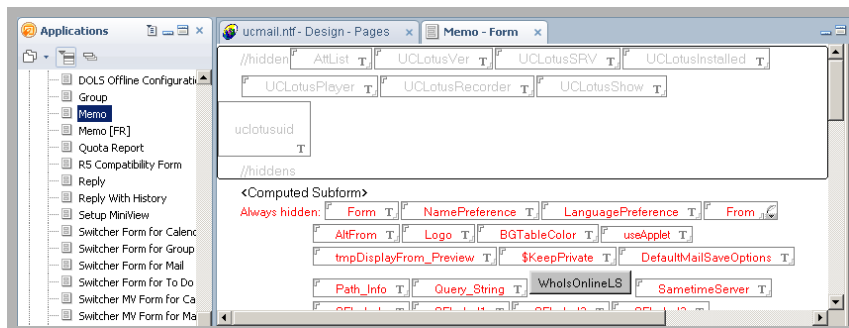 Applications
ucmail.ntf - Design - Pages
Memo - Form
DOLS Offline Configurati
Group
Memo
Memo [FR]
Quota Report
R5 Compatibility Form
Reply
Reply With History
Setup MiniView
Switcher Form for Calenc
Switcher Form for Group
Switcher Form for Mail
Switcher Form for To Do
Switcher MV Form for Ca
Switcher MV Form for Ma
//hidden AttList T UCLotusVer T UCLotusSRV T UCLotusInstalled T
UCLotusPlayer T UCLotusRecorder T UCLotusShow T
uclotusuid
T
//hiddens
<Computed Subform>
Always hidden: Form T NamePreference T LanguagePreference T From
AltFrom T Logo T BGTableColor T useApplet T
tmpDisplayFrom_Preview T $KeepPrivate T DefaultMailSaveOptions T
WhoIsOnlineLS
Path_Info T Query_String T SametimeServer T